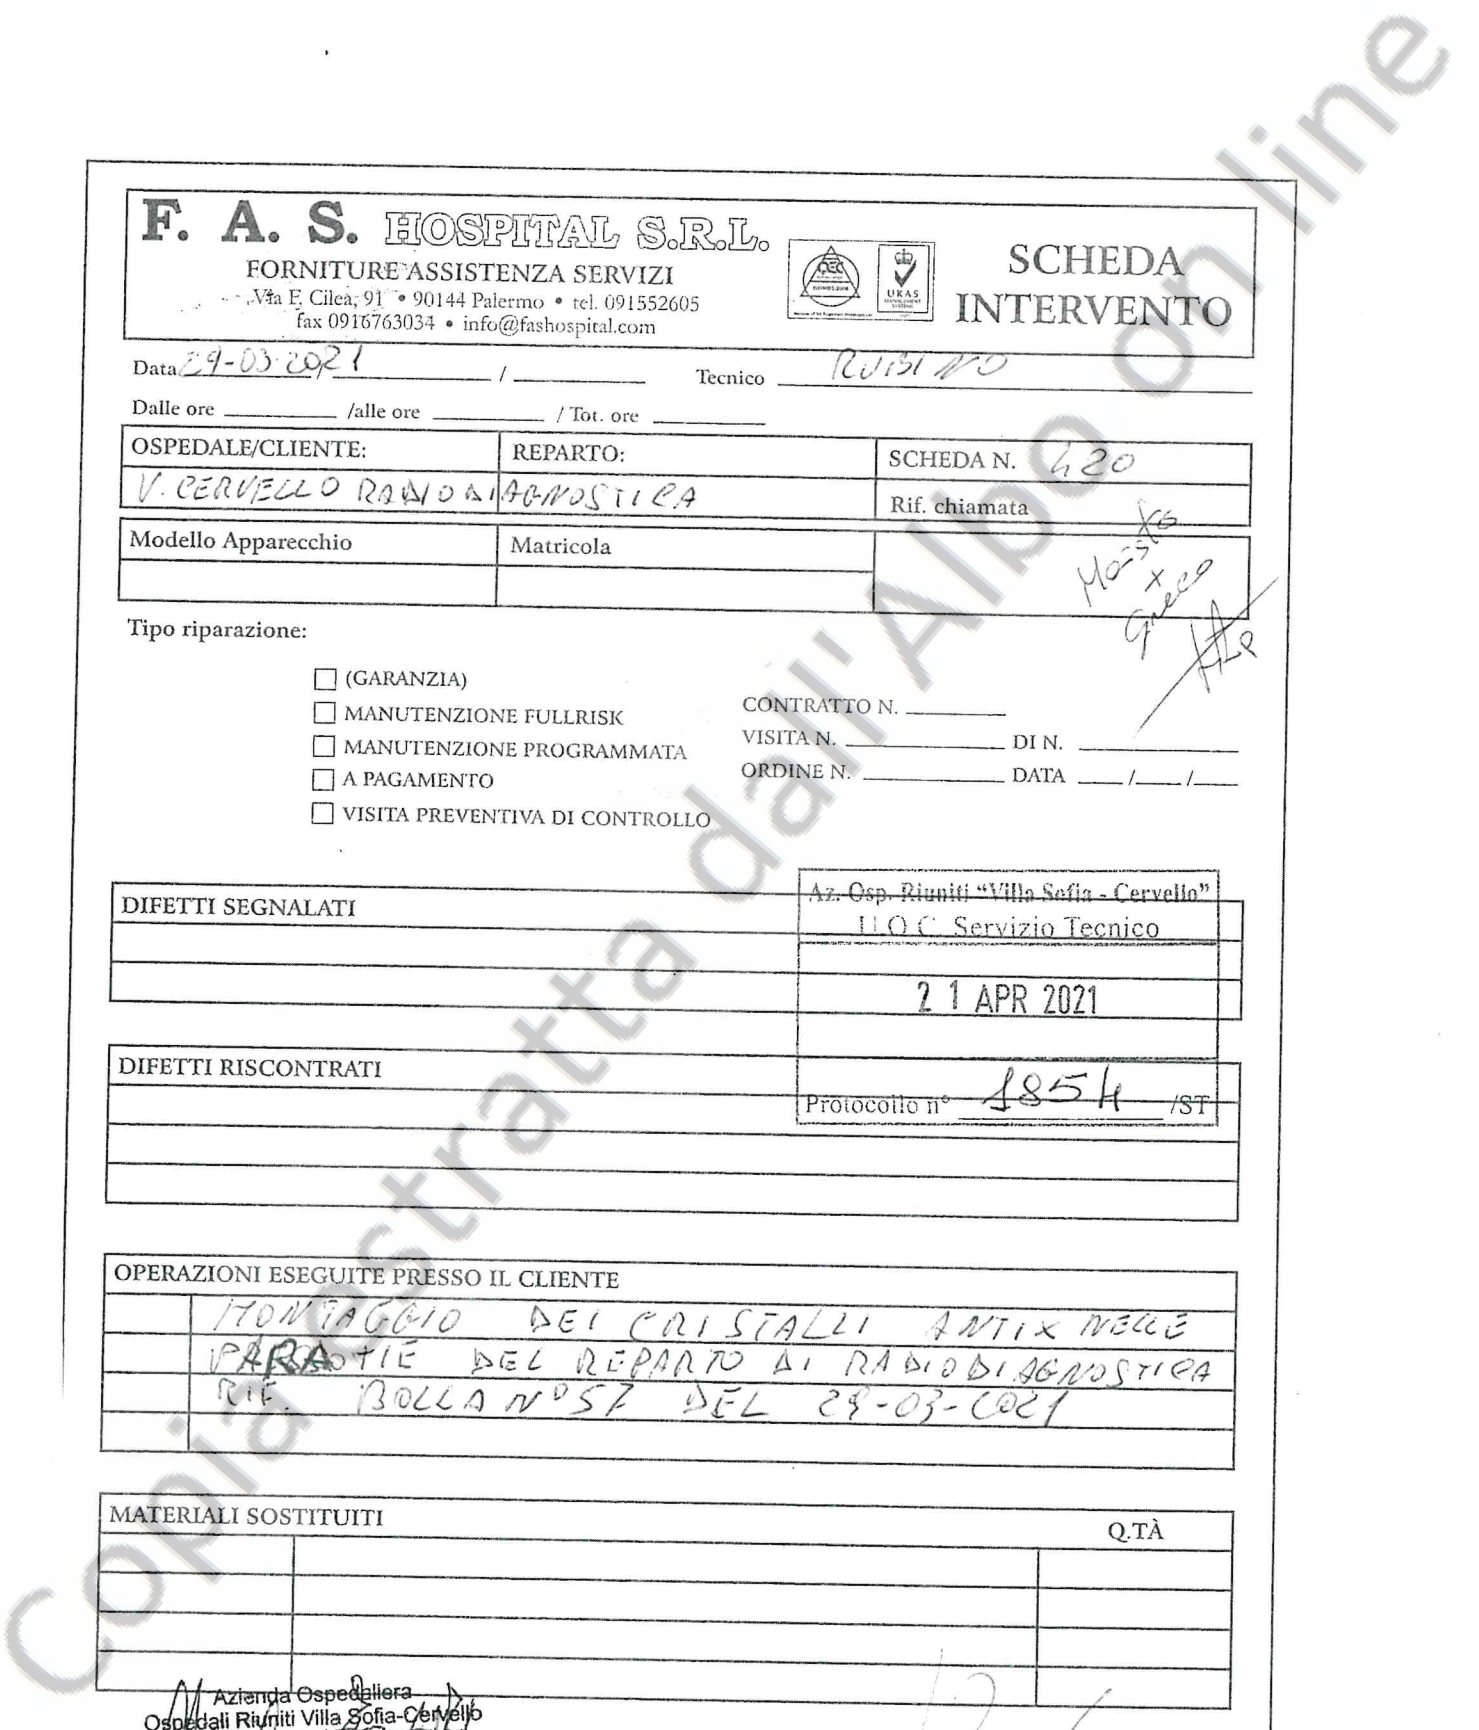 F. A. S. HOSPITAL S.R.L.
FORNITURE ASSISTENZA SERVIZI
Via F. Cilea, 91 • 90144 Palermo • tel. 091552605
fax 0916763034 • info@fashospital.com
UKAS
SCHEDA
INTERVENTO
Data 29-03-2021 / Tecnico RUBINO
Dalle ore /alle ore / Tot. ore
OSPEDALE/CLIENTE: REPARTO: SCHEDA N. 420
V. CERVELLO RADIODIAGNOSTICA Rif. chiamata
Modello Apparecchio Matricola
x
Greco
Tipo riparazione:
(GARANZIA)
MANUTENZIONE FULLRISK
MANUTENZIONE PROGRAMMATA
A PAGAMENTO
VISITA PREVENTIVA DI CONTROLLO
CONTRATTO N.
VISITA N. DI N.
ORDINE N. DATA / /
Az. Osp. Riuniti “Villa Sofia - Cervello”
U.O.C. Servizio Tecnico
21 APR 2021
Protocollo n° 1854 /ST
DIFETTI SEGNALATI
DIFETTI RISCONTRATI
OPERAZIONI ESEGUITE PRESSO IL CLIENTE
MONTAGGIO DEI CRISTALLI ANTIX NELLE
DEL REPARTO DI RADIODIAGNOSTICA
RIF. BOLLA N° 57 DEL 29-03-2021
MATERIALI SOSTITUITI Q.TÀ
Azienda Ospedaliera
Ospedali Riuniti Villa Sofia-Cervello
Copia estratta dall'Albo on line